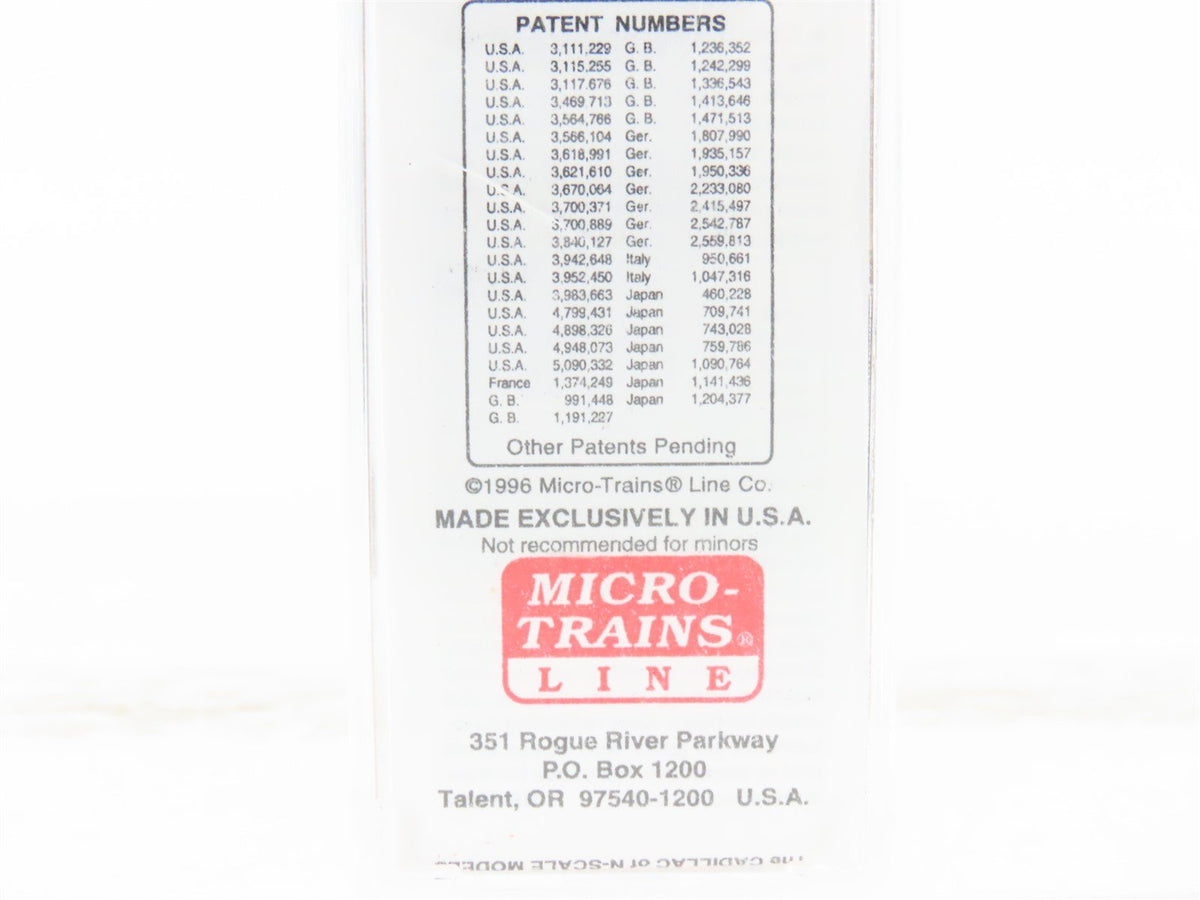 PATENT NUMBERS
U.S.A. 3,111,229 G. B. 1,236,352
U.S.A. 3,115,255 G. B. 1,242,299
U.S.A. 3,117,676 G. B. 1,336,543
U.S.A. 3,469 713 G. B. 1,413,646
U.S.A. 3,564,766 G. B. 1,471,513
U.S.A. 3,566,104 Ger. 1,807,990
U.S.A. 3,618,991 Ger. 1,935,157
U.S.A. 3,621,610 Ger. 1,950,336
U.S.A. 3,670,064 Ger. 2,233,080
U.S.A. 3,700,371 Ger. 2,415,497
U.S.A. 3,700,889 Ger. 2,542,787
U.S.A. 3,840,127 Ger. 2,559,813
U.S.A. 3,942,648 Italy 950,661
U.S.A. 3,952,450 Italy 1,047,316
U.S.A. 3,983,663 Japan 460,228
U.S.A. 4,799,431 Japan 709,741
U.S.A. 4,898,326 Japan 743,028
U.S.A. 4,948,073 Japan 759,786
U.S.A. 5,090,332 Japan 1,090,764
France 1,374,249 Japan 1,141,436
G. B. 991,448 Japan 1,204,377
G. B. 1,191,227
Other Patents Pending
©1996 Micro-Trains® Line Co.
MADE EXCLUSIVELY IN U.S.A.
Not recommended for minors
MICRO-
TRAINS®
LINE
351 Rogue River Parkway
P.O. Box 1200
Talent, OR 97540-1200 U.S.A.
The CADILLAC of N-SCALE MODELS